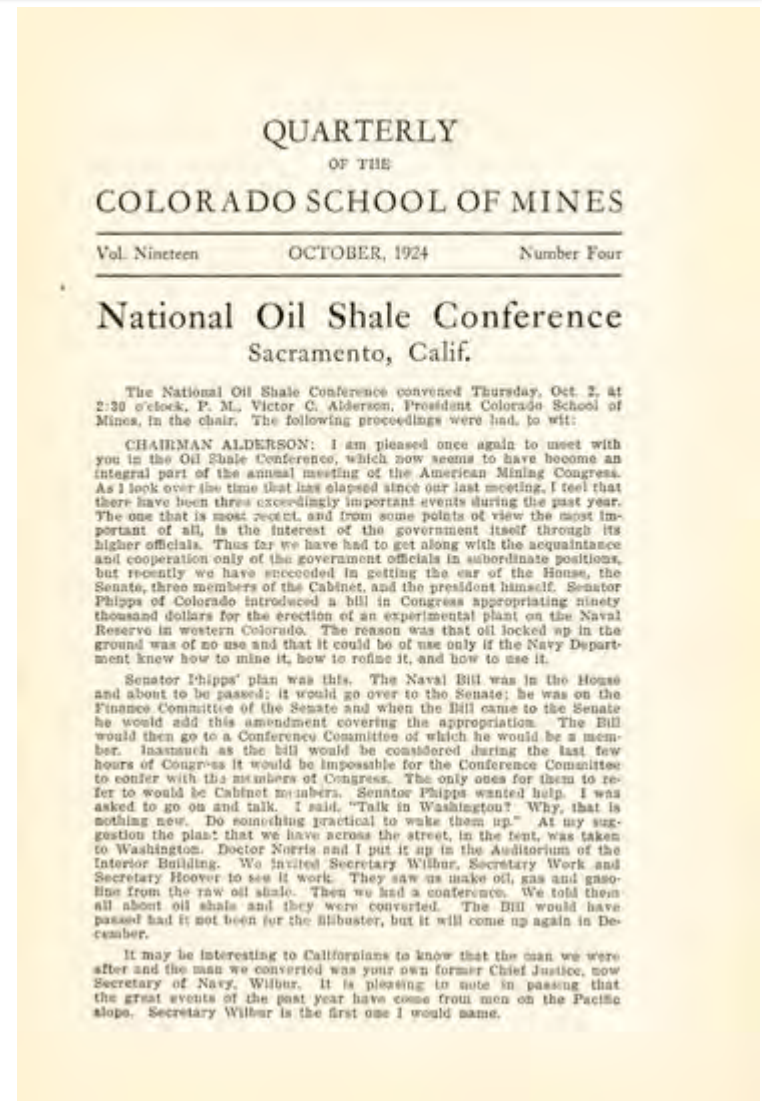 QUARTERLY
OF THE
COLORADO SCHOOL OF MINES
Vol. Nineteen OCTOBER, 1924 Number Four
National Oil Shale Conference
Sacramento, Calif.
The National Oil Shale Conference convened Thursday, Oct. 2, at
2:30 o'clock, P. M., Victor C. Alderson, President Colorado School of
Mines, in the chair. The following proceedings were had, to wit:
CHAIRMAN ALDERSON: I am pleased once again to meet with
you in the Oil Shale Conference, which now seems to have become an
integral part of the annual meeting of the American Mining Congress.
As I look over the time that has elapsed since our last meeting, I feel that
there have been three exceedingly important events during the past year.
The one that is most recent, and from some points of view the most im-
portant of all, is the interest of the government itself through its
higher officials. Thus far we have had to get along with the acquaintance
and cooperation only of the government officials in subordinate positions,
but recently we have succeeded in getting the ear of the House, the
Senate, three members of the Cabinet, and the president himself. Senator
Phipps of Colorado introduced a bill in Congress appropriating ninety
thousand dollars for the erection of an experimental plant on the Naval
Reserve in western Colorado. The reason was that oil locked up in the
ground was of no use and that it could be of use only if the Navy Depart-
ment knew how to mine it, how to refine it, and how to use it.
Senator Phipps' plan was this. The Naval Bill was in the House
and about to be passed; it would go over to the Senate; he was on the
Finance Committee of the Senate and when the Bill came to the Senate
he would add this amendment covering the appropriation. The Bill
would then go to a Conference Committee of which he would be a mem-
ber. Inasmuch as the bill would be considered during the last few
hours of Congress it would be impossible for the Conference Committee
to confer with the members of Congress. The only ones for them to re-
fer to would be Cabinet members. Senator Phipps wanted help. I was
asked to go on and talk. I said, "Talk in Washington? Why, that is
nothing new. Do something practical to wake them up." At my sug-
gestion the plant that we have across the street, in the tent, was taken
to Washington. Doctor Norris and I put it up in the Auditorium of the
Interior Building. We invited Secretary Wilbur, Secretary Work and
Secretary Hoover to see it work. They saw us make oil, gas and gaso-
line from the raw oil shale. Then we had a conference. We told them
all about oil shale and they were converted. The Bill would have
passed had it not been for the filibuster, but it will come up again in De-
cember.
It may be interesting to Californians to know that the man we were
after and the man we converted was your own former Chief Justice, now
Secretary of Navy, Wilbur. It is pleasing to note in passing that
the great events of the past year have come from men on the Pacific
slope. Secretary Wilbur is the first one I would name.